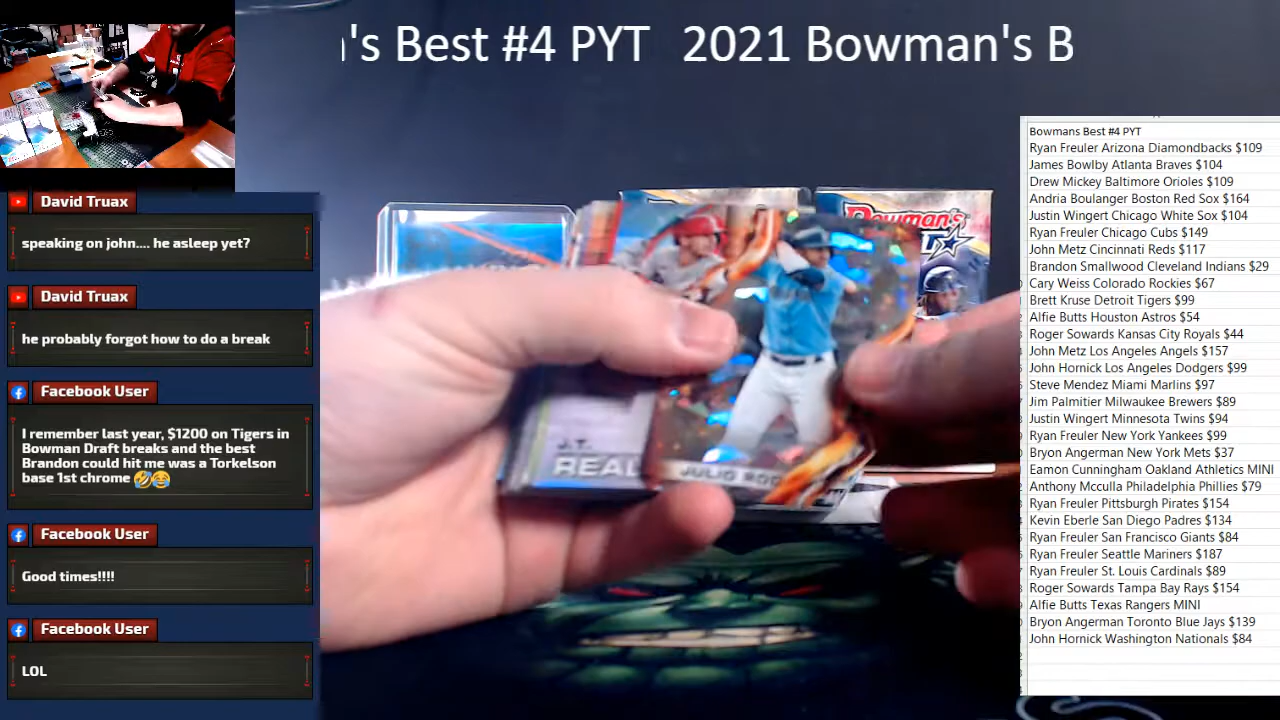 n's Best #4 PYT 2021 Bowman's B
David Truax
speaking on john.... he asleep yet?
David Truax
he probably forgot how to do a break
Facebook User
I remember last year, $1200 on Tigers in
Bowman Draft breaks and the best
Brandon could hit me was a Torkelson
base 1st chrome 🤣😂
Facebook User
Good times!!!!
Facebook User
LOL
Bowman's
J.T.
REAL
JULIO ROD
Bowmans Best #4 PYT
Ryan Freuler Arizona Diamondbacks $109
James Bowlby Atlanta Braves $104
Drew Mickey Baltimore Orioles $109
Andria Boulanger Boston Red Sox $164
Justin Wingert Chicago White Sox $104
Ryan Freuler Chicago Cubs $149
John Metz Cincinnati Reds $117
Brandon Smallwood Cleveland Indians $29
Cary Weiss Colorado Rockies $67
Brett Kruse Detroit Tigers $99
Alfie Butts Houston Astros $54
Roger Sowards Kansas City Royals $44
John Metz Los Angeles Angels $157
John Hornick Los Angeles Dodgers $99
Steve Mendez Miami Marlins $97
Jim Palmitier Milwaukee Brewers $89
Justin Wingert Minnesota Twins $94
Ryan Freuler New York Yankees $99
Bryon Angerman New York Mets $37
Eamon Cunningham Oakland Athletics MINI
Anthony Mcculla Philadelphia Phillies $79
Ryan Freuler Pittsburgh Pirates $154
Kevin Eberle San Diego Padres $134
Ryan Freuler San Francisco Giants $84
Ryan Freuler Seattle Mariners $187
Ryan Freuler St. Louis Cardinals $89
Roger Sowards Tampa Bay Rays $154
Alfie Butts Texas Rangers MINI
Bryon Angerman Toronto Blue Jays $139
John Hornick Washington Nationals $84